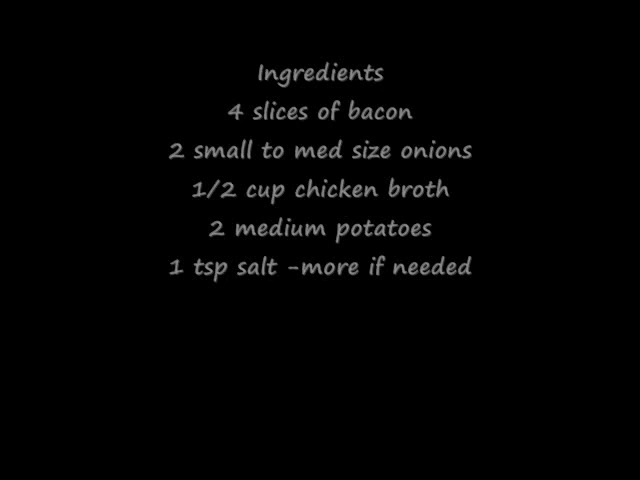 Ingredients
4 slices of bacon
2 small to med size onions
1/2 cup chicken broth
2 medium potatoes
1 tsp salt -more if needed